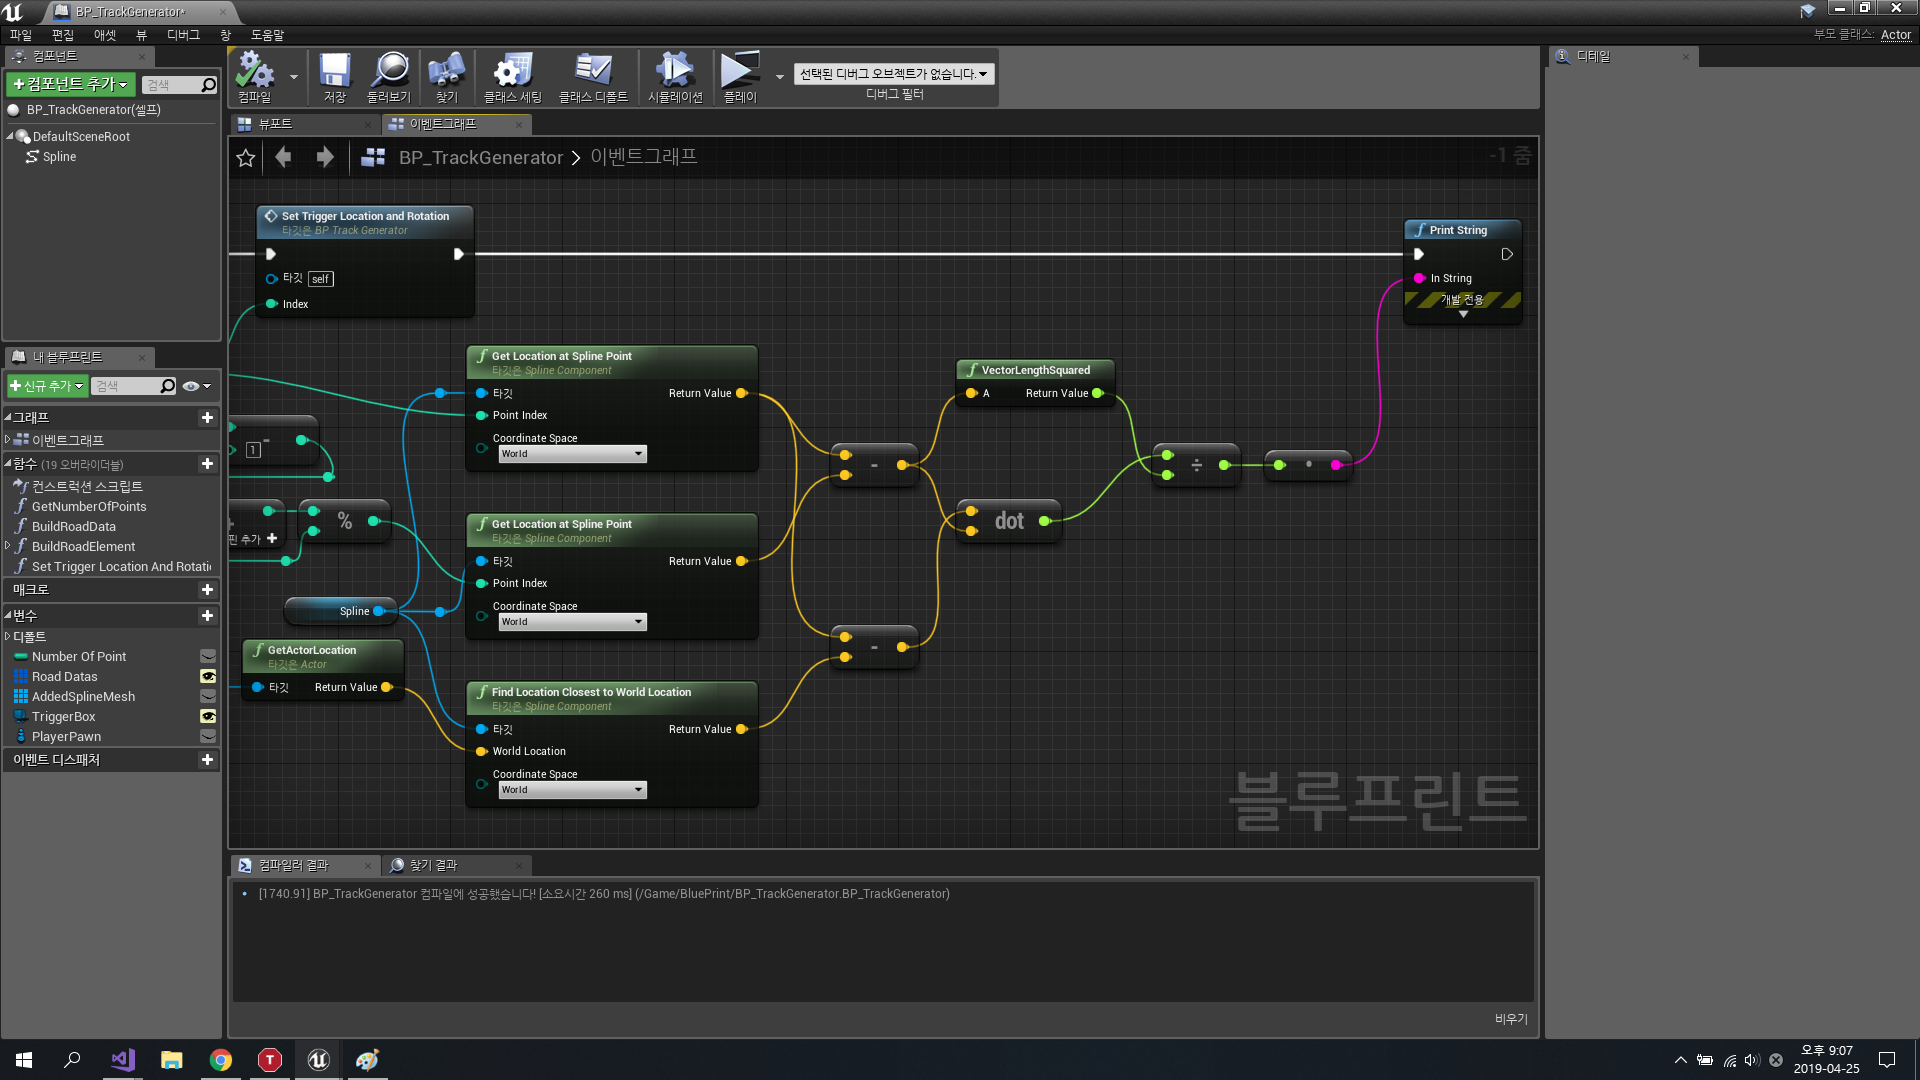 BP_TrackGenerator*
파일 편집 애셋 뷰 디버그 창 도움말
부모 클래스: Actor
컴포넌트
+컴포넌트 추가
검색
BP_TrackGenerator(셀프)
DefaultSceneRoot
Spline
컴파일
저장
둘러보기
찾기
클래스 세팅
클래스 디폴트
시뮬레이션
플레이
선택된 디버그 오브젝트가 없습니다.
디버그 필터
디테일
뷰포트
이벤트그래프
BP_TrackGenerator > 이벤트그래프
-1 줌
Set Trigger Location and Rotation
타깃은 BP Track Generator
타깃 self
Index
Print String
In String
개발 전용
Get Location at Spline Point
타깃은 Spline Component
타깃 Return Value
Point Index
Coordinate Space
World
VectorLengthSquared
A Return Value
- 1
-
÷
•
%
핀 추가 +
dot
Get Location at Spline Point
타깃은 Spline Component
타깃 Return Value
Point Index
Coordinate Space
World
Spline
-
GetActorLocation
타깃은 Actor
타깃 Return Value
Find Location Closest to World Location
타깃은 Spline Component
타깃 Return Value
World Location
Coordinate Space
World
블루프린트
내 블루프린트
+신규 추가
검색
그래프
이벤트그래프
함수 (19 오버라이더블)
컨스트럭션 스크립트
GetNumberOfPoints
BuildRoadData
BuildRoadElement
Set Trigger Location And Rotati
매크로
변수
디폴트
Number Of Point
Road Datas
AddedSplineMesh
TriggerBox
PlayerPawn
이벤트 디스패처
컴파일러 결과
찾기 결과
• [1740.91] BP_TrackGenerator 컴파일에 성공했습니다! [소요시간 260 ms] (/Game/BluePrint/BP_TrackGenerator.BP_TrackGenerator)
비우기
T
오후 9:07
2019-04-25